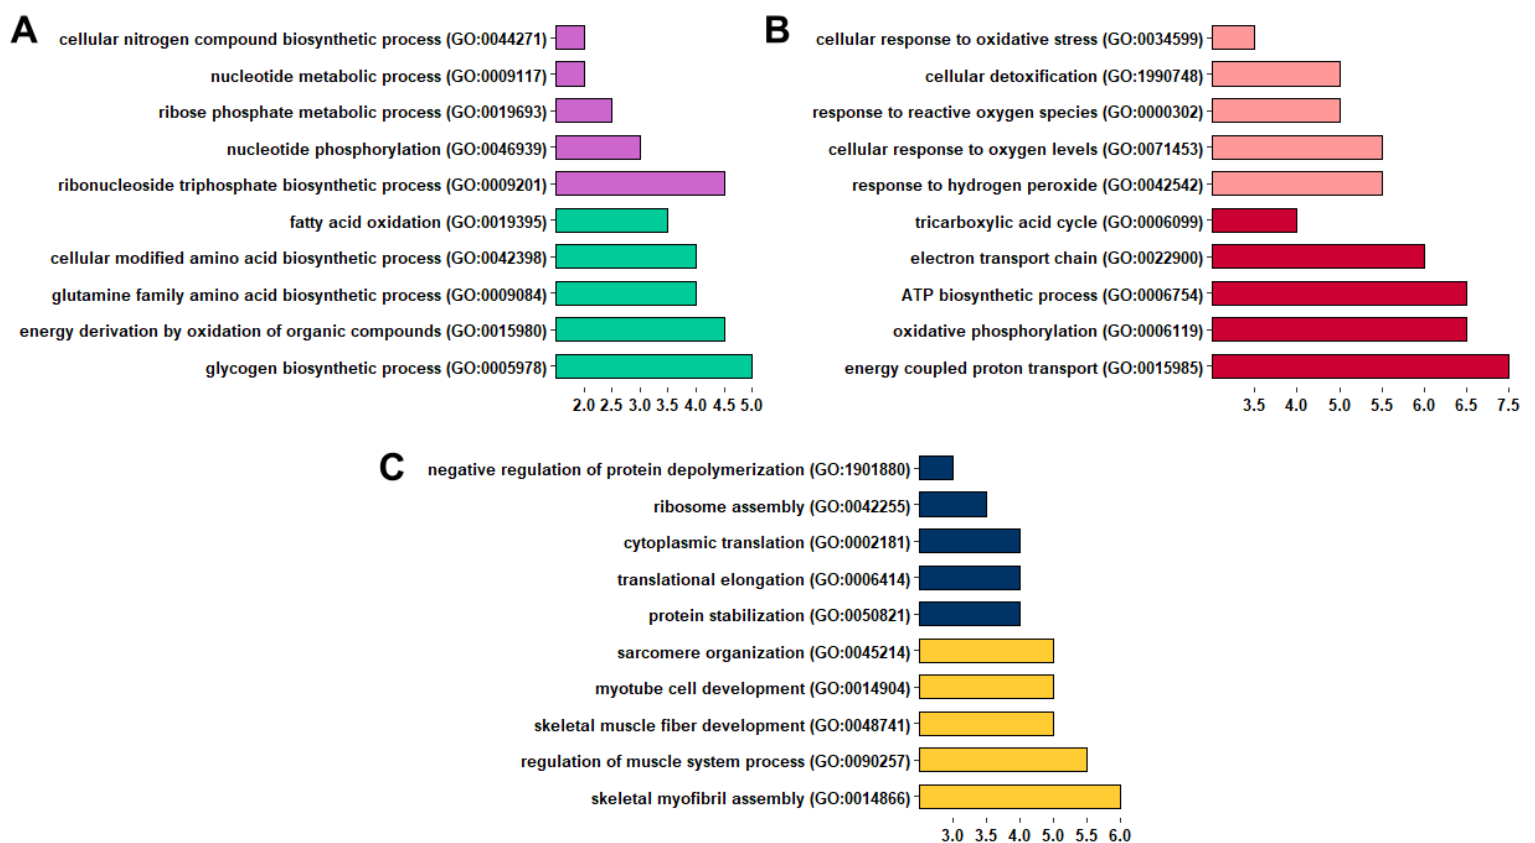 A
cellular nitrogen compound biosynthetic process (GO:0044271)
nucleotide metabolic process (GO:0009117)
ribose phosphate metabolic process (GO:0019693)
nucleotide phosphorylation (GO:0046939)
ribonucleoside triphosphate biosynthetic process (GO:0009201)
fatty acid oxidation (GO:0019395)
cellular modified amino acid biosynthetic process (GO:0042398)
glutamine family amino acid biosynthetic process (GO:0009084)
energy derivation by oxidation of organic compounds (GO:0015980)
glycogen biosynthetic process (GO:0005978)
2.0 2.5 3.0 3.5 4.0 4.5 5.0
B
cellular response to oxidative stress (GO:0034599)
cellular detoxification (GO:1990748)
response to reactive oxygen species (GO:0000302)
cellular response to oxygen levels (GO:0071453)
response to hydrogen peroxide (GO:0042542)
tricarboxylic acid cycle (GO:0006099)
electron transport chain (GO:0022900)
ATP biosynthetic process (GO:0006754)
oxidative phosphorylation (GO:0006119)
energy coupled proton transport (GO:0015985)
3.5 4.0 5.0 5.5 6.0 6.5 7.5
C
negative regulation of protein depolymerization (GO:1901880)
ribosome assembly (GO:0042255)
cytoplasmic translation (GO:0002181)
translational elongation (GO:0006414)
protein stabilization (GO:0050821)
sarcomere organization (GO:0045214)
myotube cell development (GO:0014904)
skeletal muscle fiber development (GO:0048741)
regulation of muscle system process (GO:0090257)
skeletal myofibril assembly (GO:0014866)
3.0 3.5 4.0 5.0 5.5 6.0